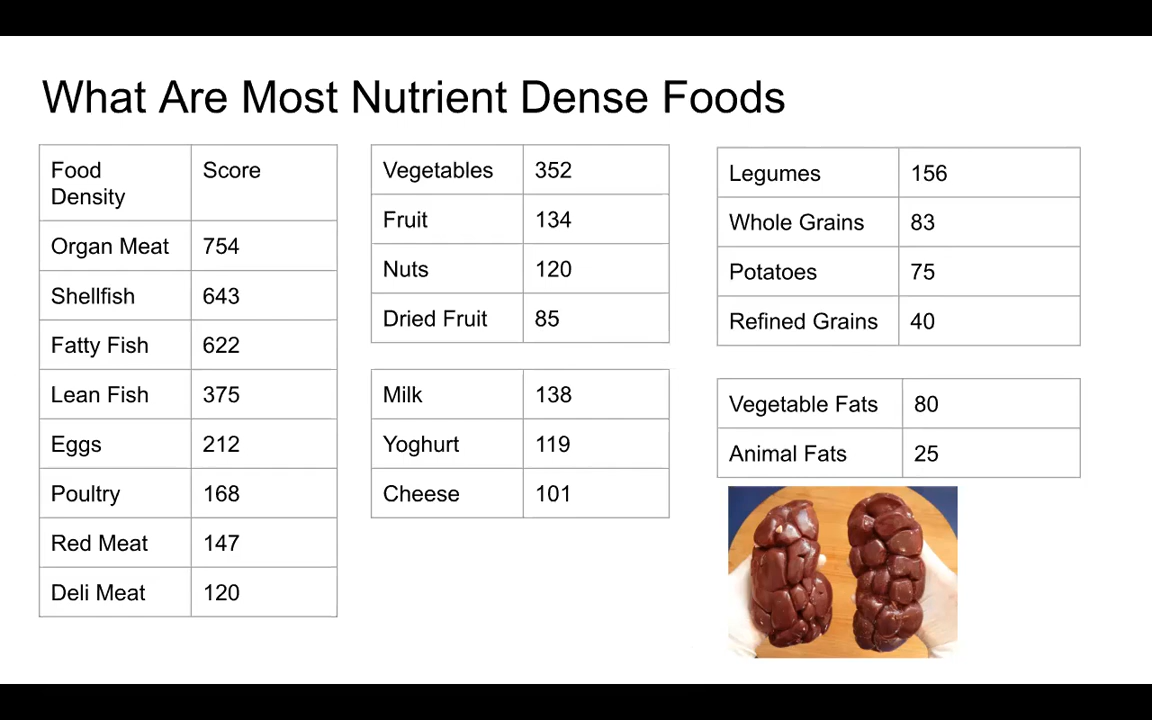 What Are Most Nutrient Dense Foods
Food Density Score
Organ Meat 754
Shellfish 643
Fatty Fish 622
Lean Fish 375
Eggs 212
Poultry 168
Red Meat 147
Deli Meat 120
Vegetables 352
Fruit 134
Nuts 120
Dried Fruit 85
Milk 138
Yoghurt 119
Cheese 101
Legumes 156
Whole Grains 83
Potatoes 75
Refined Grains 40
Vegetable Fats 80
Animal Fats 25